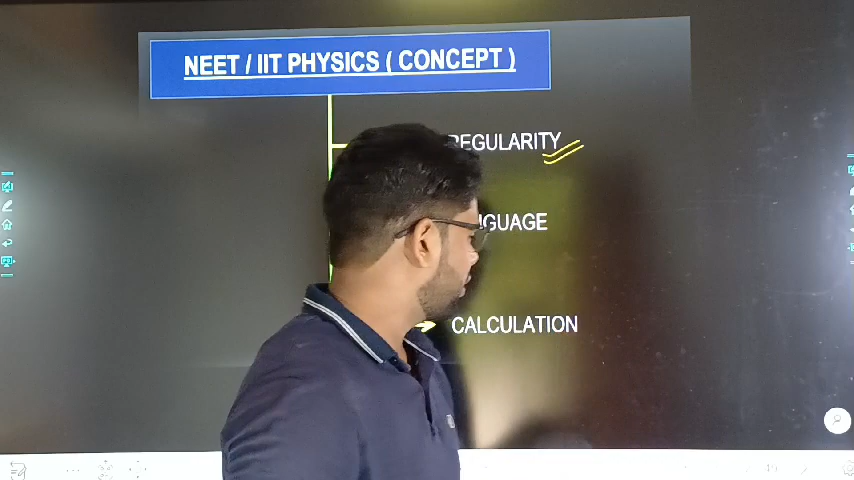 NEET / IIT PHYSICS ( CONCEPT )
REGULARITY
CALCULATION